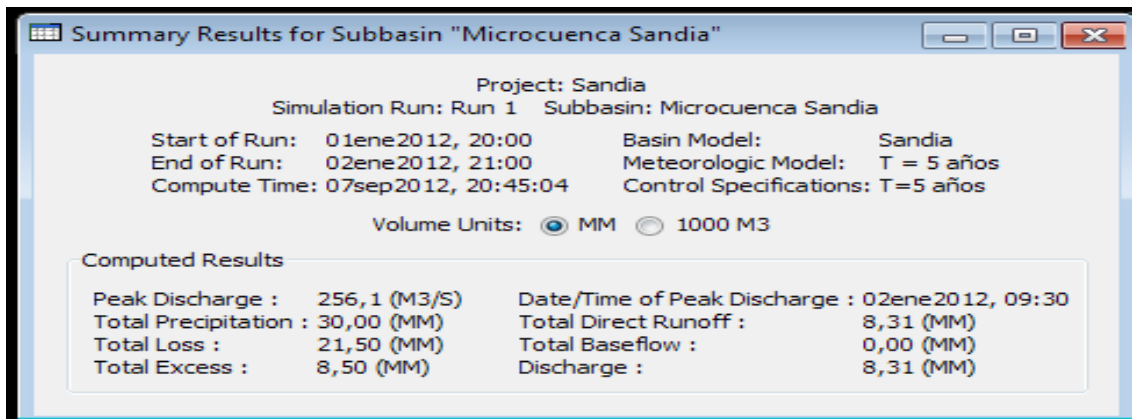 Summary Results for Subbasin "Microcuenca Sandia"
Project: Sandia
Simulation Run: Run 1 Subbasin: Microcuenca Sandia
Start of Run: 01ene2012, 20:00 Basin Model: Sandia
End of Run: 02ene2012, 21:00 Meteorologic Model: T = 5 años
Compute Time: 07sep2012, 20:45:04 Control Specifications: T=5 años
Volume Units: MM 1000 M3
Computed Results
Peak Discharge : 256,1 (M3/S) Date/Time of Peak Discharge : 02ene2012, 09:30
Total Precipitation : 30,00 (MM) Total Direct Runoff : 8,31 (MM)
Total Loss : 21,50 (MM) Total Baseflow : 0,00 (MM)
Total Excess : 8,50 (MM) Discharge : 8,31 (MM)